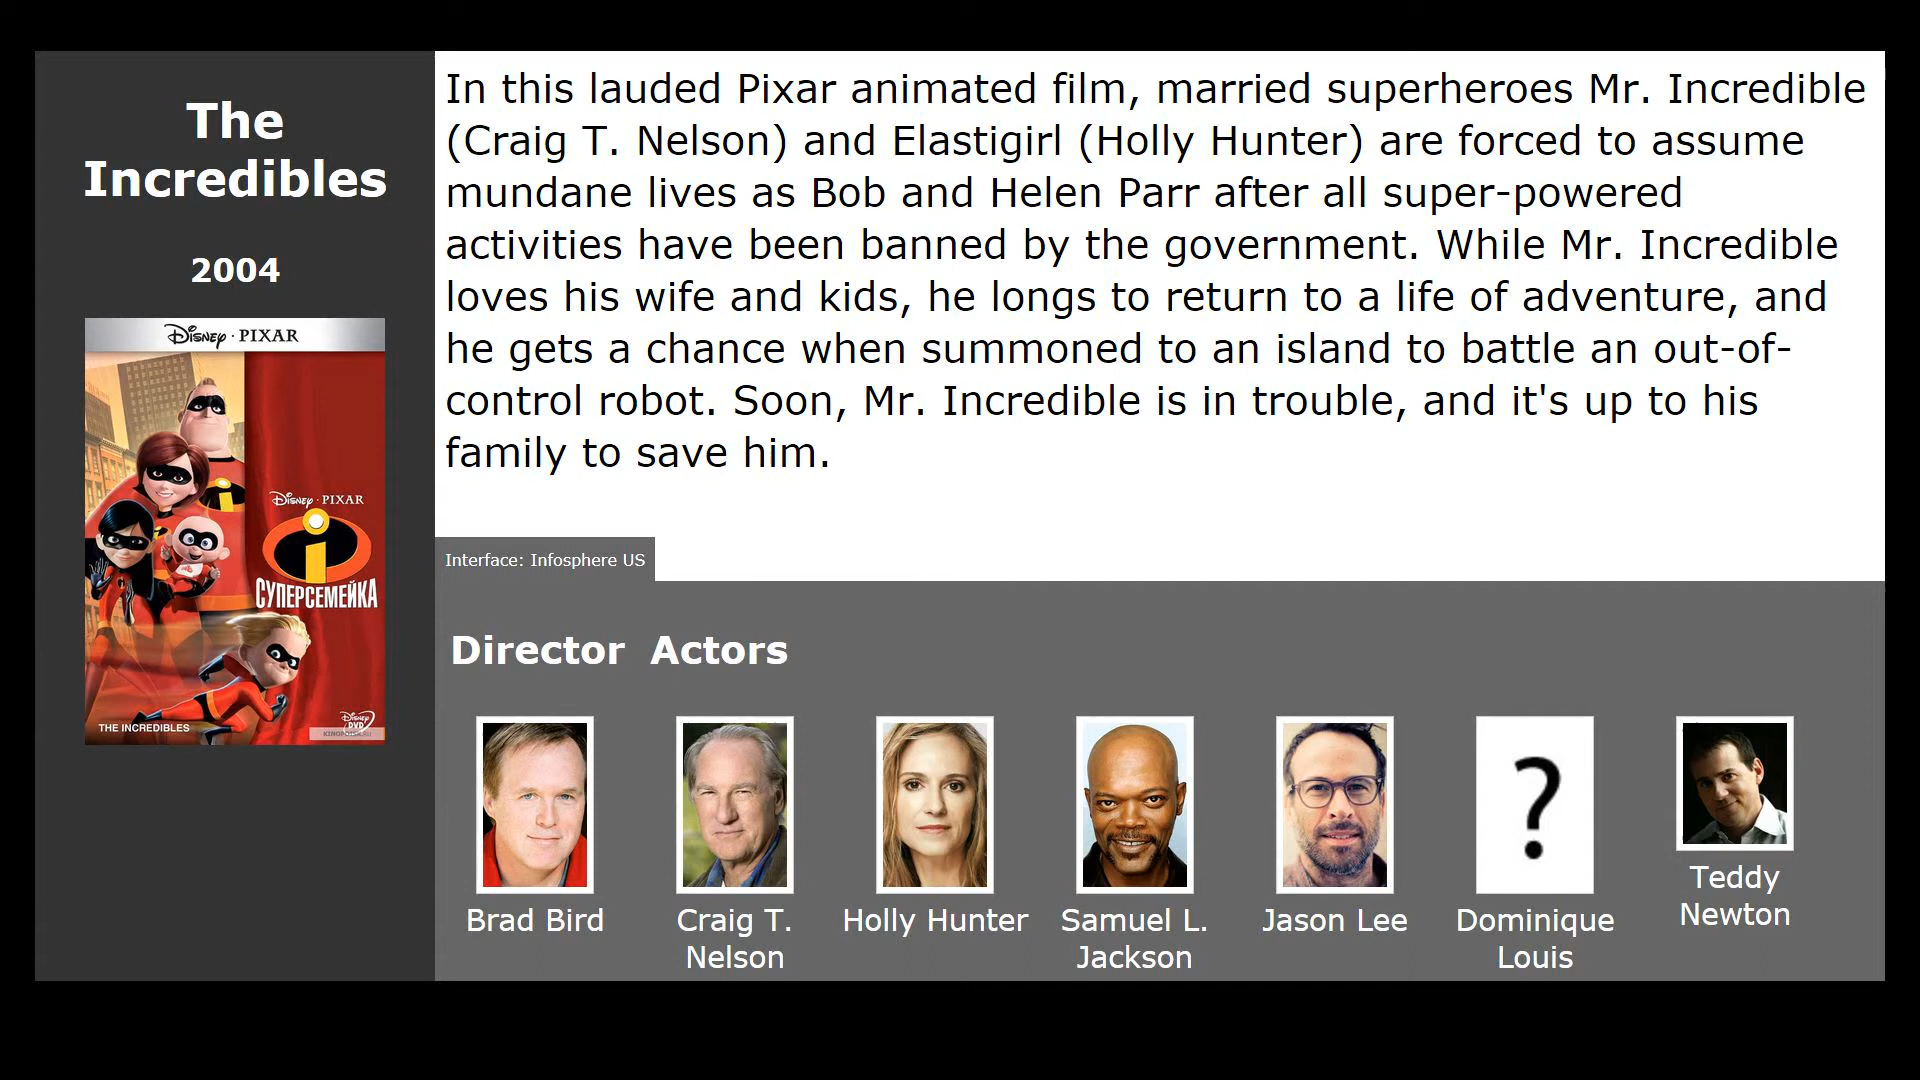 The
Incredibles
2004
DISNEY · PIXAR
DISNEY · PIXAR
СУПЕРСЕМЕЙКА
THE INCREDIBLES
DISNEY
DVD
KINOPOISK.RU
In this lauded Pixar animated film, married superheroes Mr. Incredible
(Craig T. Nelson) and Elastigirl (Holly Hunter) are forced to assume
mundane lives as Bob and Helen Parr after all super-powered
activities have been banned by the government. While Mr. Incredible
loves his wife and kids, he longs to return to a life of adventure, and
he gets a chance when summoned to an island to battle an out-of-
control robot. Soon, Mr. Incredible is in trouble, and it's up to his
family to save him.
Interface: Infosphere US
Director Actors
?
Brad Bird
Craig T.
Nelson
Holly Hunter
Samuel L.
Jackson
Jason Lee
Dominique
Louis
Teddy
Newton